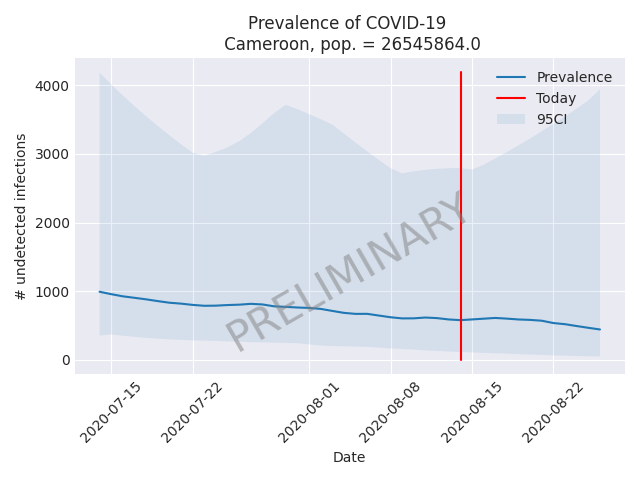 Prevalence of COVID-19
Cameroon, pop. = 26545864.0
# undetected infections
4000
3000
2000
1000
0
Prevalence
Today
95CI
PRELIMINARY
2020-07-15
2020-07-22
2020-08-01
2020-08-08
2020-08-15
2020-08-22
Date